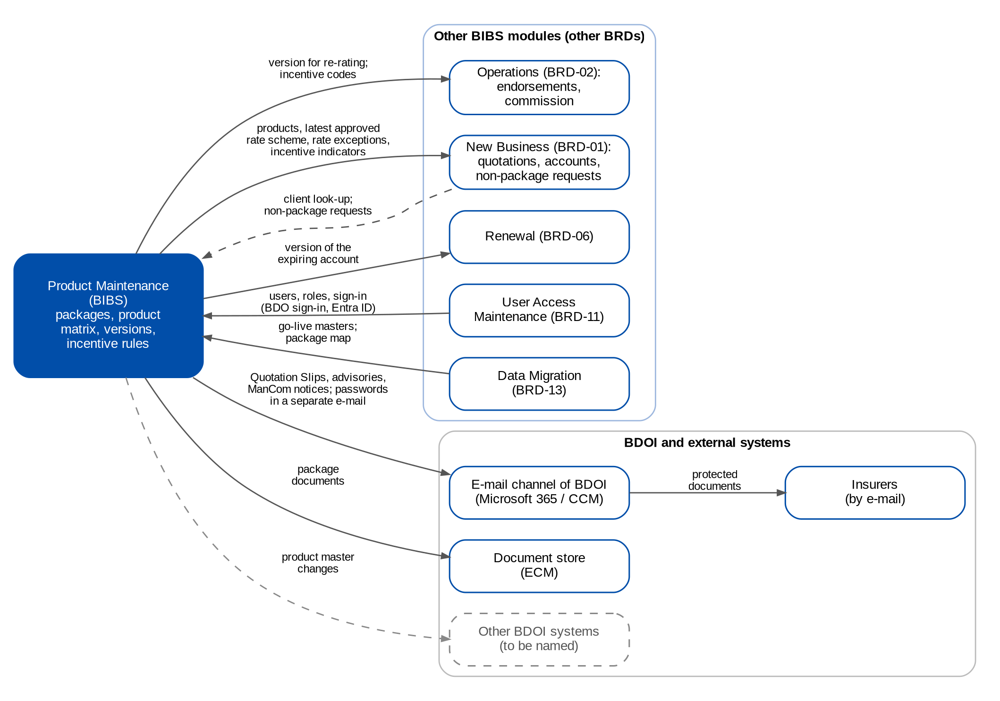 Other BIBS modules (other BRDs)
version for re-rating;
incentive codes
Operations (BRD-02):
endorsements,
commission
products, latest approved
rate scheme, rate exceptions,
incentive indicators
New Business (BRD-01):
quotations, accounts,
non-package requests
client look-up;
non-package requests
Renewal (BRD-06)
version of the
expiring account
Product Maintenance
(BIBS)
packages, product
matrix, versions,
incentive rules
users, roles, sign-in
(BDO sign-in, Entra ID)
User Access
Maintenance (BRD-11)
go-live masters;
package map
Data Migration
(BRD-13)
Quotation Slips, advisories,
ManCom notices; passwords
in a separate e-mail
BDOI and external systems
package
documents
E-mail channel of BDOI
(Microsoft 365 / CCM)
protected
documents
Insurers
(by e-mail)
product master
changes
Document store
(ECM)
Other BDOI systems
(to be named)